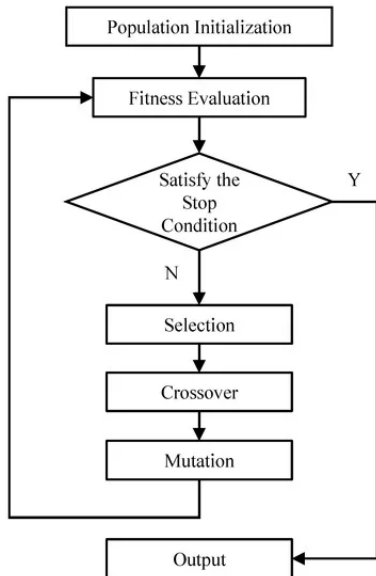 Population Initialization
Fitness Evaluation
Satisfy the
Stop
Condition
Y
N
Selection
Crossover
Mutation
Output